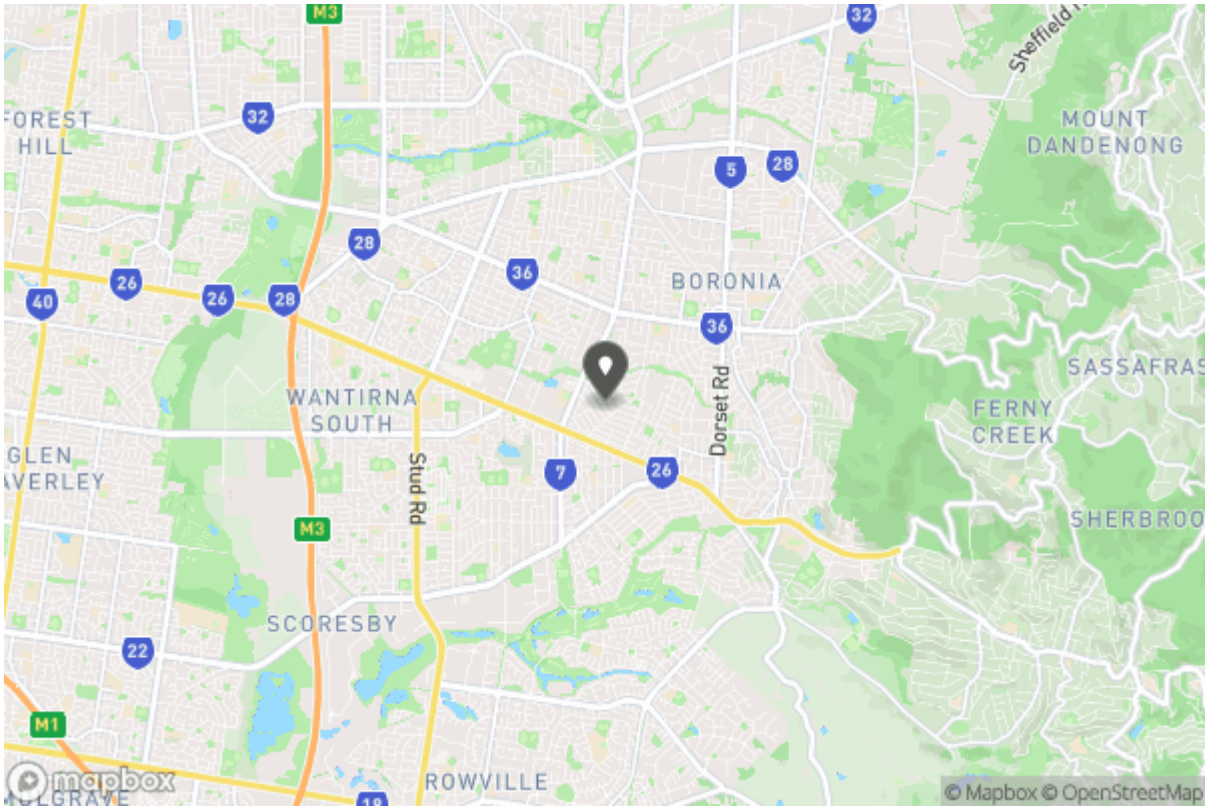 M3
32
Sheffield
32
FOREST
HILL
MOUNT
DANDENONG
5
28
28
36
26
26
28
40
BORONIA
36
SASSAFRAS
WANTIRNA
SOUTH
Dorset Rd
FERNY
CREEK
GLEN
Stud Rd
7
26
M3
SHERBROO
SCORESBY
22
M1
mapbox
ROWVILLE
18
© Mapbox © OpenStreetMap